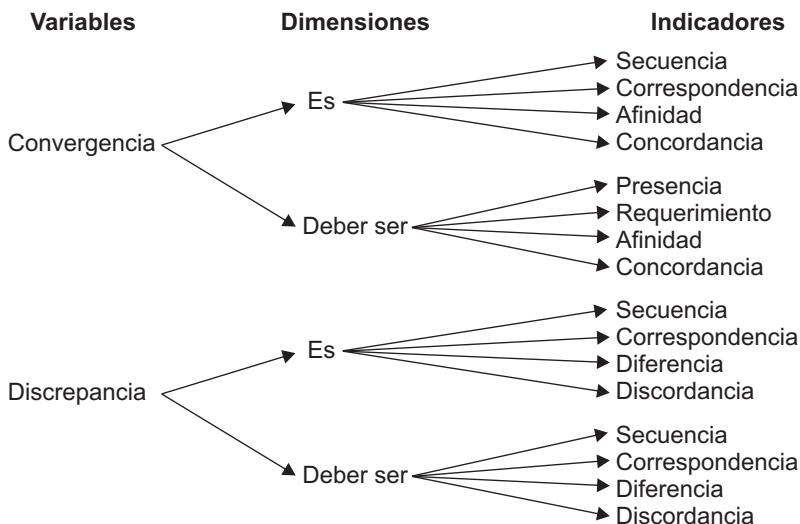 Variables Dimensiones Indicadores
Convergencia
Es
Secuencia
Correspondencia
Afinidad
Concordancia
Deber ser
Presencia
Requerimiento
Afinidad
Concordancia
Discrepancia
Es
Secuencia
Correspondencia
Diferencia
Discordancia
Deber ser
Secuencia
Correspondencia
Diferencia
Discordancia